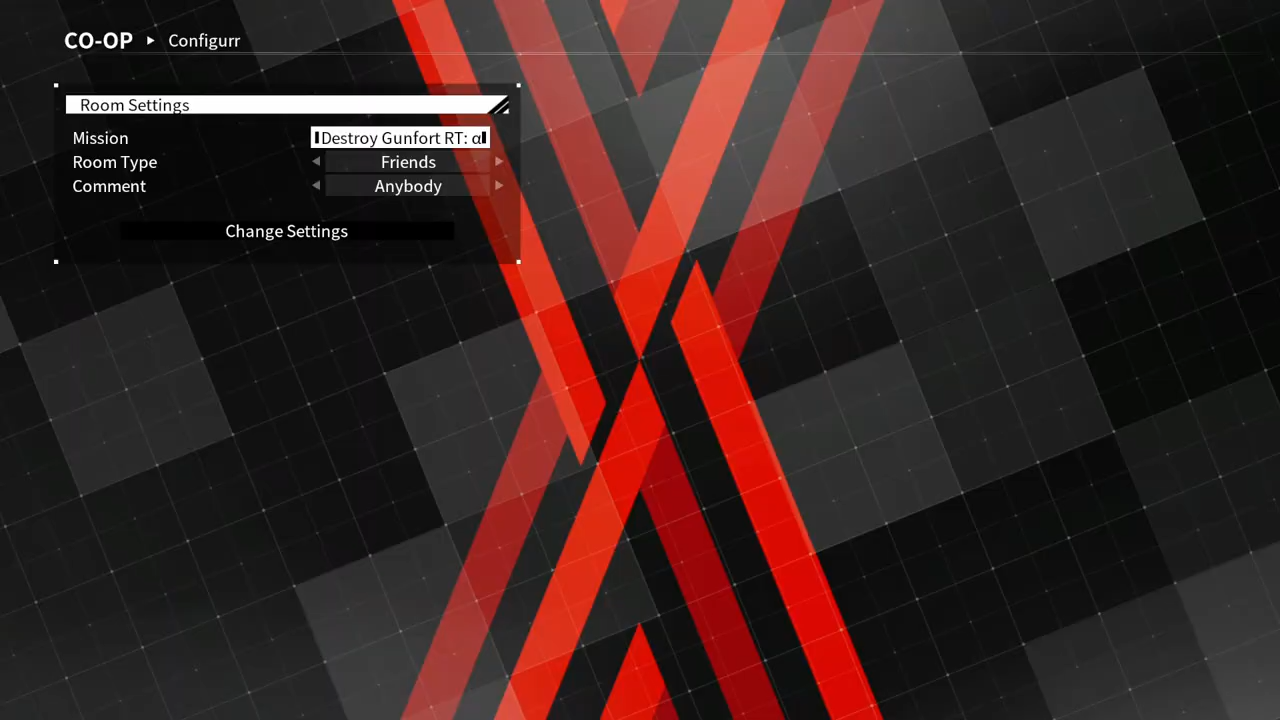 CO-OP ▶ Configurr
Room Settings
Mission Destroy Gunfort RT: α
Room Type Friends
Comment Anybody
Change Settings